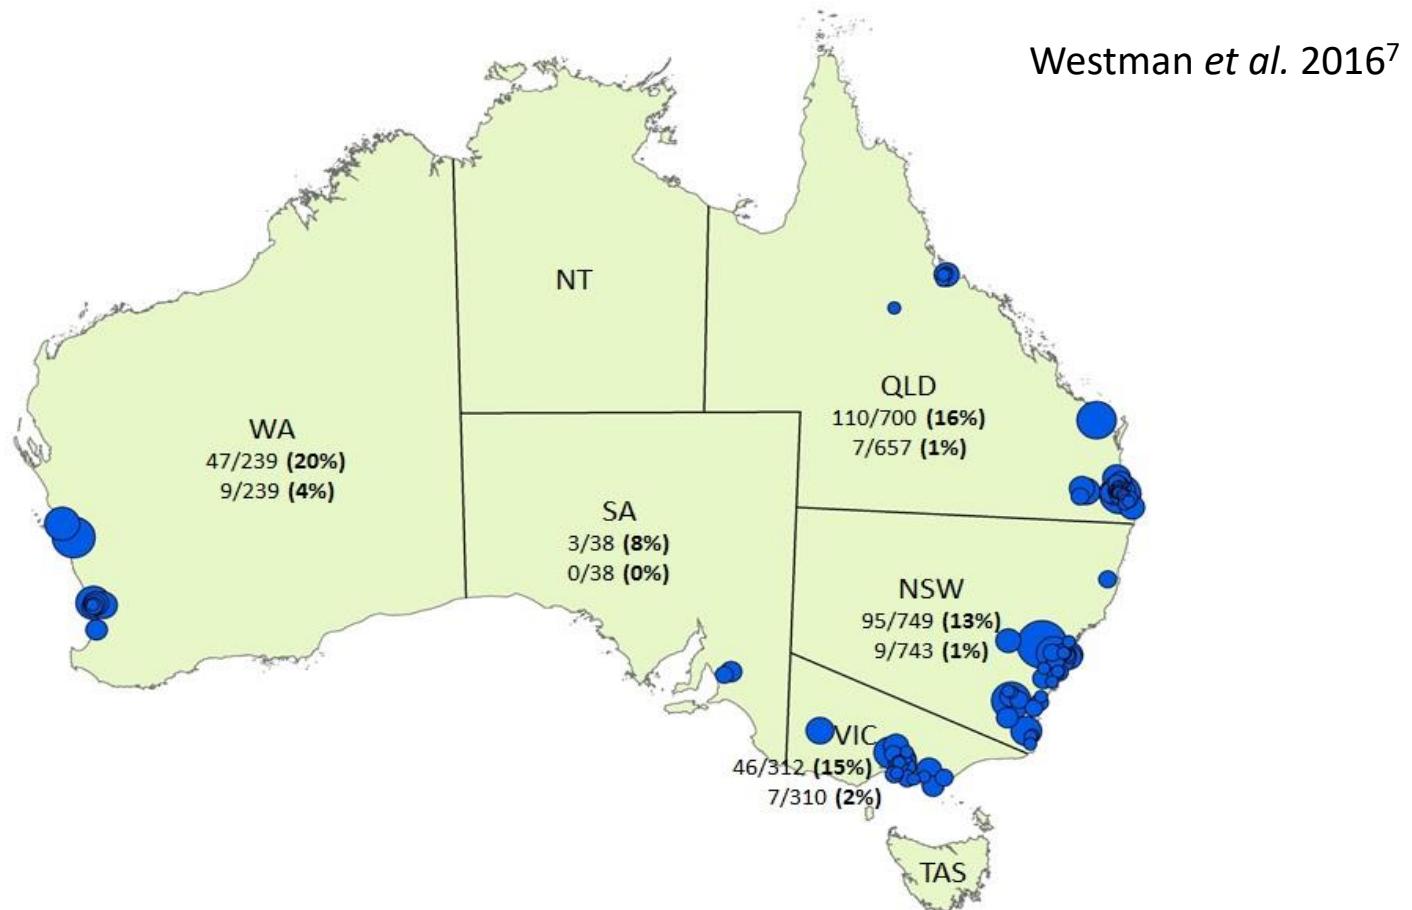 Westman et al. 2016⁷
NT
QLD
110/700 (16%)
7/657 (1%)
WA
47/239 (20%)
9/239 (4%)
SA
3/38 (8%)
0/38 (0%)
NSW
95/749 (13%)
9/743 (1%)
VIC
46/312 (15%)
7/310 (2%)
TAS